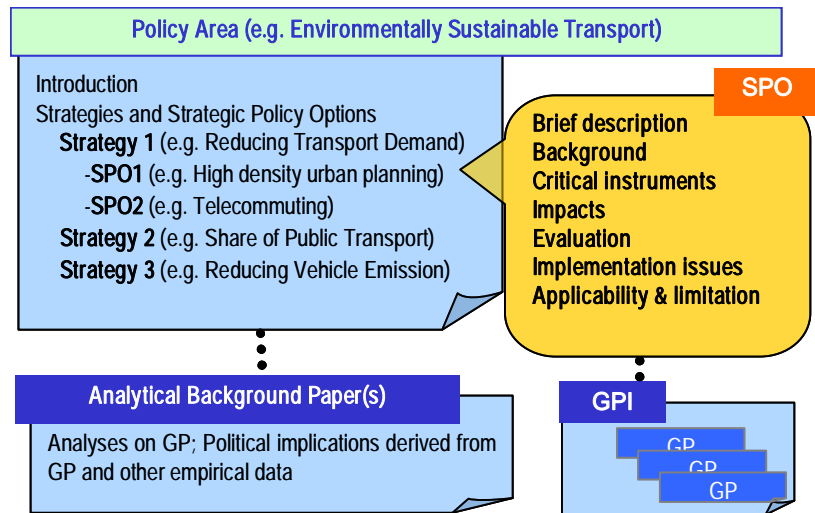 Policy Area (e.g. Environmentally Sustainable Transport)
Introduction
Strategies and Strategic Policy Options
Strategy 1 (e.g. Reducing Transport Demand)
-SPO1 (e.g. High density urban planning)
-SPO2 (e.g. Telecommuting)
Strategy 2 (e.g. Share of Public Transport)
Strategy 3 (e.g. Reducing Vehicle Emission)
SPO
Brief description
Background
Critical instruments
Impacts
Evaluation
Implementation issues
Applicability & limitation
Analytical Background Paper(s)
Analyses on GP; Political implications derived from
GP and other empirical data
GPI
GP
GP
GP